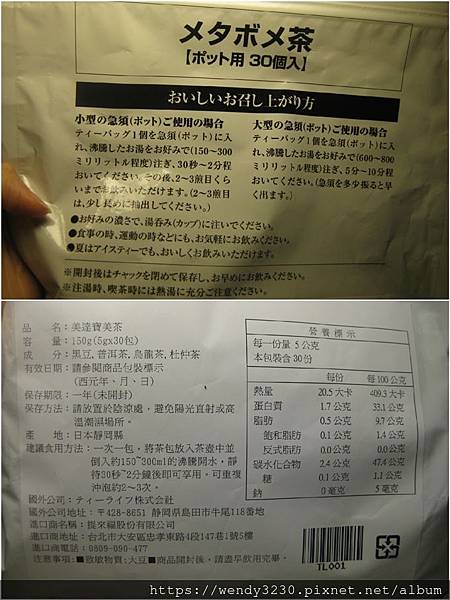 メタボメ茶
【ポット用 30個入】
おいしいお召し上がり方
小型の急須(ポット)ご使用の場合
ティーバッグ1個を急須(ポット)に入
れ、沸騰したお湯をお好みで(150～300
ミリリットル程度)注ぎ、30秒～2分程
おいてください。その後、2～3煎目くら
いまでお飲みいただけます。(2～3煎目
は、少し長めに抽出してください。)
大型の急須(ポット)ご使用の場合
ティーバッグ1個を急須(ポット)に入
れ、沸騰したお湯をお好みで(600～800
ミリリットル程度)注ぎ、5分～10分程
おいてください。(急須を多少振ると早
く出ます。)
●お好みの濃さで、湯呑み(カップ)に注いでください。
●食事の時、運動の時などにも、お気軽にお飲みください。
●夏はアイスティーでも、おいしくお飲みいただけます。
※開封後はチャックを閉めて保存し、お早めにお飲みください。
※注湯時、喫茶時には熱湯に充分ご注意ください。
品 名：美達寶美茶
容 量：150g(5gx30包)
成 分：黑豆,普洱茶,烏龍茶,杜仲茶
有效日期：請參閱商品包裝標示
(西元年、月、日)
保存期限：一年(未開封)
保存方法：請放置於陰涼處，避免陽光直射或高
溫潮濕場所。
產 地：日本靜岡縣
建議食用方法：一次一包，將茶包放入茶壺中並
倒入約150~300ml的沸騰開水，靜
待30秒~2分鐘後即可享用。可重複
沖泡約2~3次。
國外公司：ティーライフ株式会社
國外地址：〒428-8651 静岡県島田市牛尾118番地
進口商名稱：提來福股份有限公司
進口商地址：台北市大安區忠孝東路4段147巷1號5樓
進口商電話：0809-090-477
注意事項：■致敏物質:大豆■商品開封後，請盡早飲用完畢。
營養標示
每一份量 5公克
本包裝含 30份
每份 每100公克
熱量 20.5大卡 409.3大卡
蛋白質 1.7公克 33.1公克
脂肪 0.5公克 9.7公克
飽和脂肪 0.1公克 1.4公克
反式脂肪 0.0公克 0.0公克
碳水化合物 2.4公克 47.4公克
糖 0.1公克 1.1公克
鈉 0毫克 5毫克
TL001
https://wendy3230.pixnet.net/album